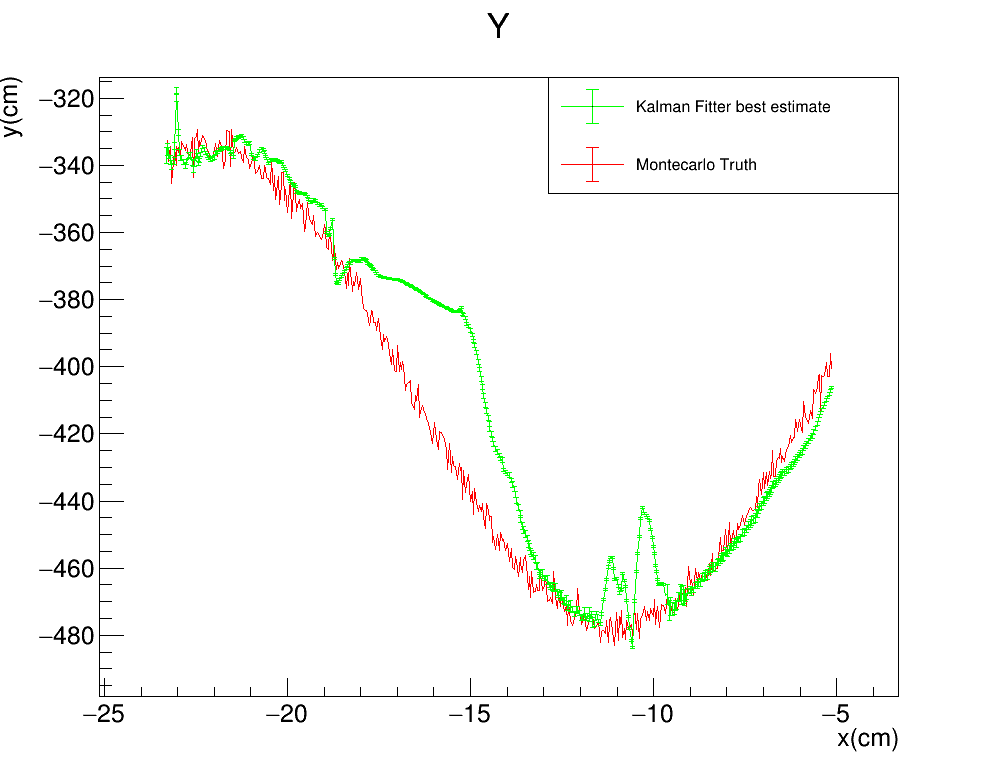 Y
y(cm)
−320
−340
−360
−380
−400
−420
−440
−460
−480
Kalman Fitter best estimate
Montecarlo Truth
−25 −20 −15 −10 −5
x(cm)